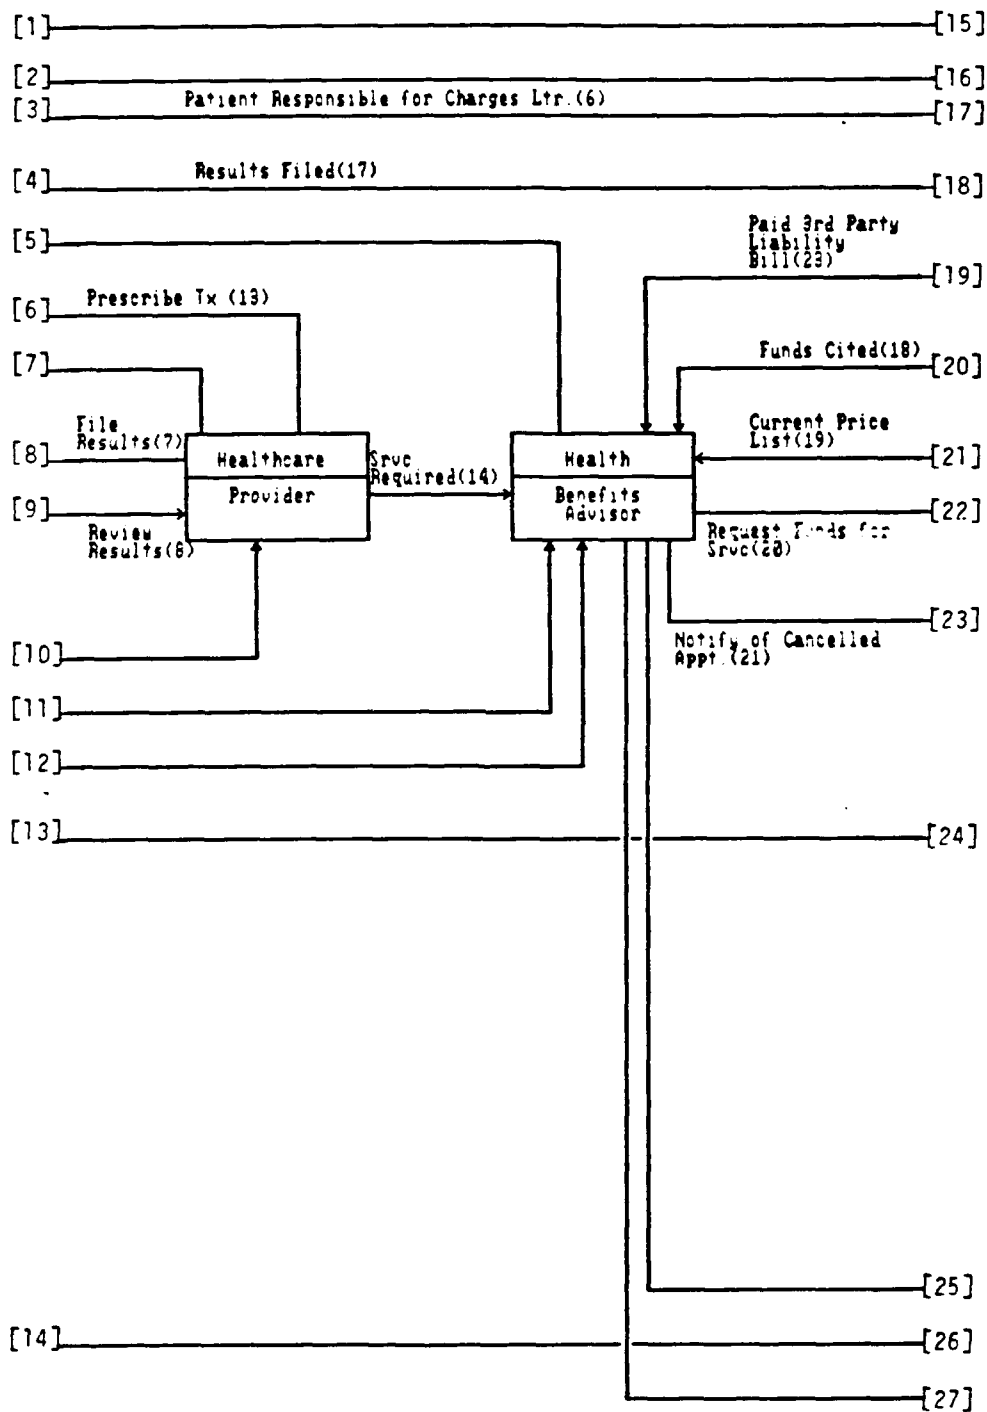 [1] [15]
[2] [16]
Patient Responsible for Charges Ltr.(6)
[3] [17]
Results Filed(17)
[4] [18]
[5]
Paid 3rd Party
Liability
Bill(23)
[19]
Prescribe Tx (13)
[6]
Funds Cited(18)
[7] [20]
File
Results(7)
Current Price
List(19)
[8] [21]
Healthcare
Provider
Srvc
Required(14)
Health
Benefits
Advisor
[9] [22]
Review
Results(8)
Request Funds for
Srvc(20)
[23]
Notify of Cancelled
Appt.(21)
[10]
[11]
[12]
[13] [24]
[25]
[14] [26]
[27]